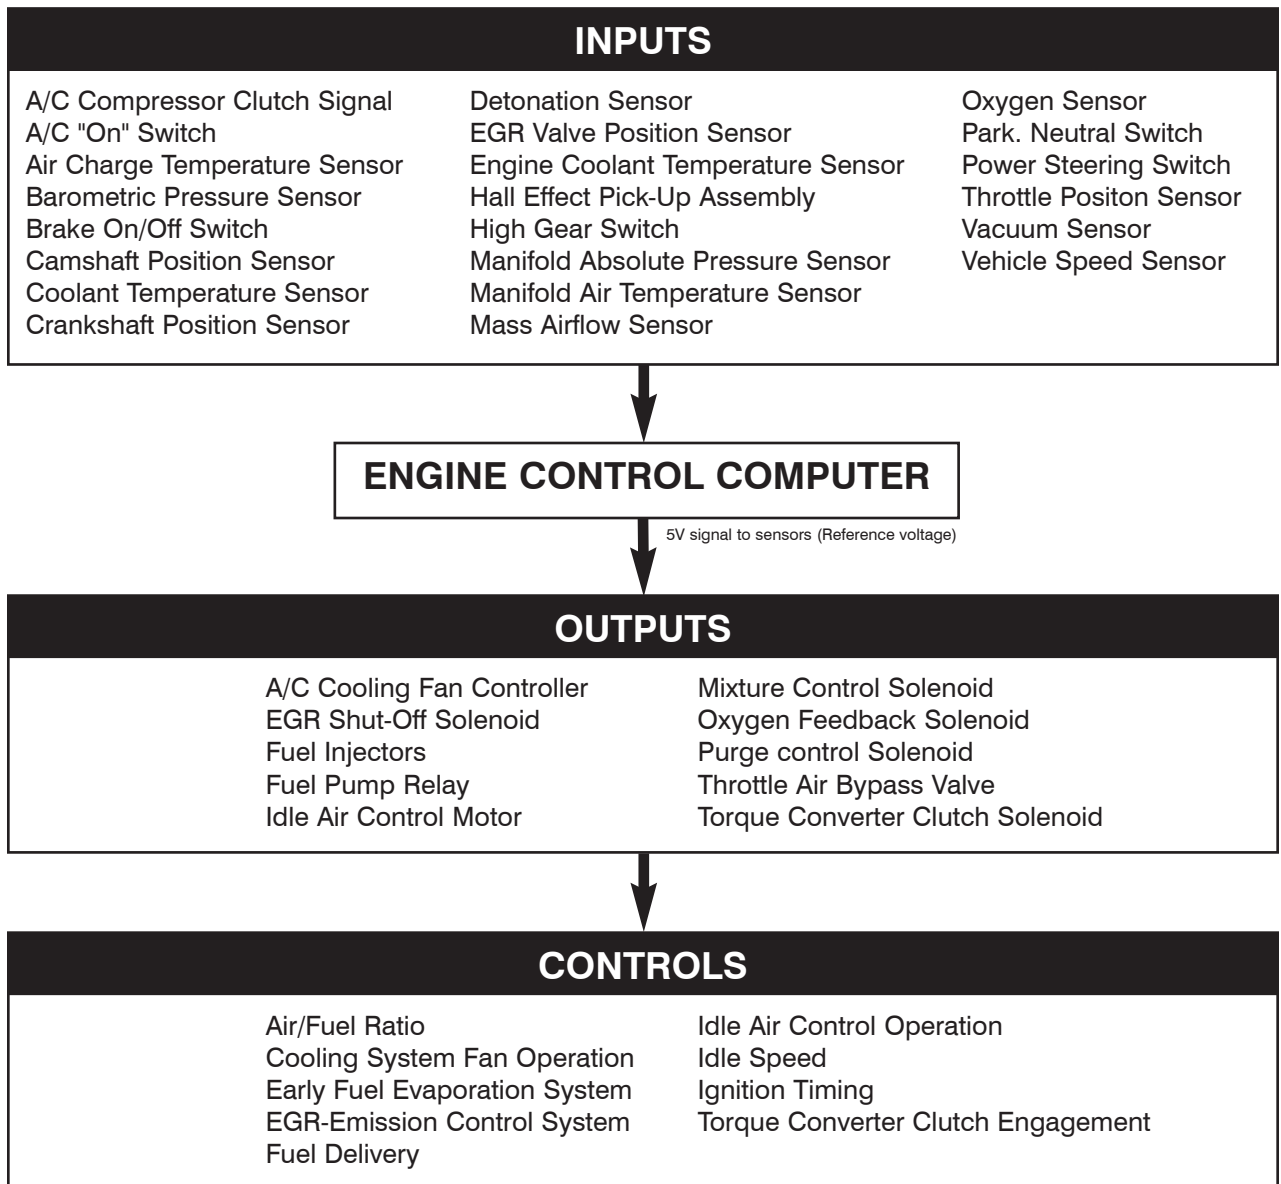 INPUTS
A/C Compressor Clutch Signal
A/C "On" Switch
Air Charge Temperature Sensor
Barometric Pressure Sensor
Brake On/Off Switch
Camshaft Position Sensor
Coolant Temperature Sensor
Crankshaft Position Sensor
Detonation Sensor
EGR Valve Position Sensor
Engine Coolant Temperature Sensor
Hall Effect Pick-Up Assembly
High Gear Switch
Manifold Absolute Pressure Sensor
Manifold Air Temperature Sensor
Mass Airflow Sensor
Oxygen Sensor
Park. Neutral Switch
Power Steering Switch
Throttle Positon Sensor
Vacuum Sensor
Vehicle Speed Sensor
ENGINE CONTROL COMPUTER
5V signal to sensors (Reference voltage)
OUTPUTS
A/C Cooling Fan Controller
EGR Shut-Off Solenoid
Fuel Injectors
Fuel Pump Relay
Idle Air Control Motor
Mixture Control Solenoid
Oxygen Feedback Solenoid
Purge control Solenoid
Throttle Air Bypass Valve
Torque Converter Clutch Solenoid
CONTROLS
Air/Fuel Ratio
Cooling System Fan Operation
Early Fuel Evaporation System
EGR-Emission Control System
Fuel Delivery
Idle Air Control Operation
Idle Speed
Ignition Timing
Torque Converter Clutch Engagement